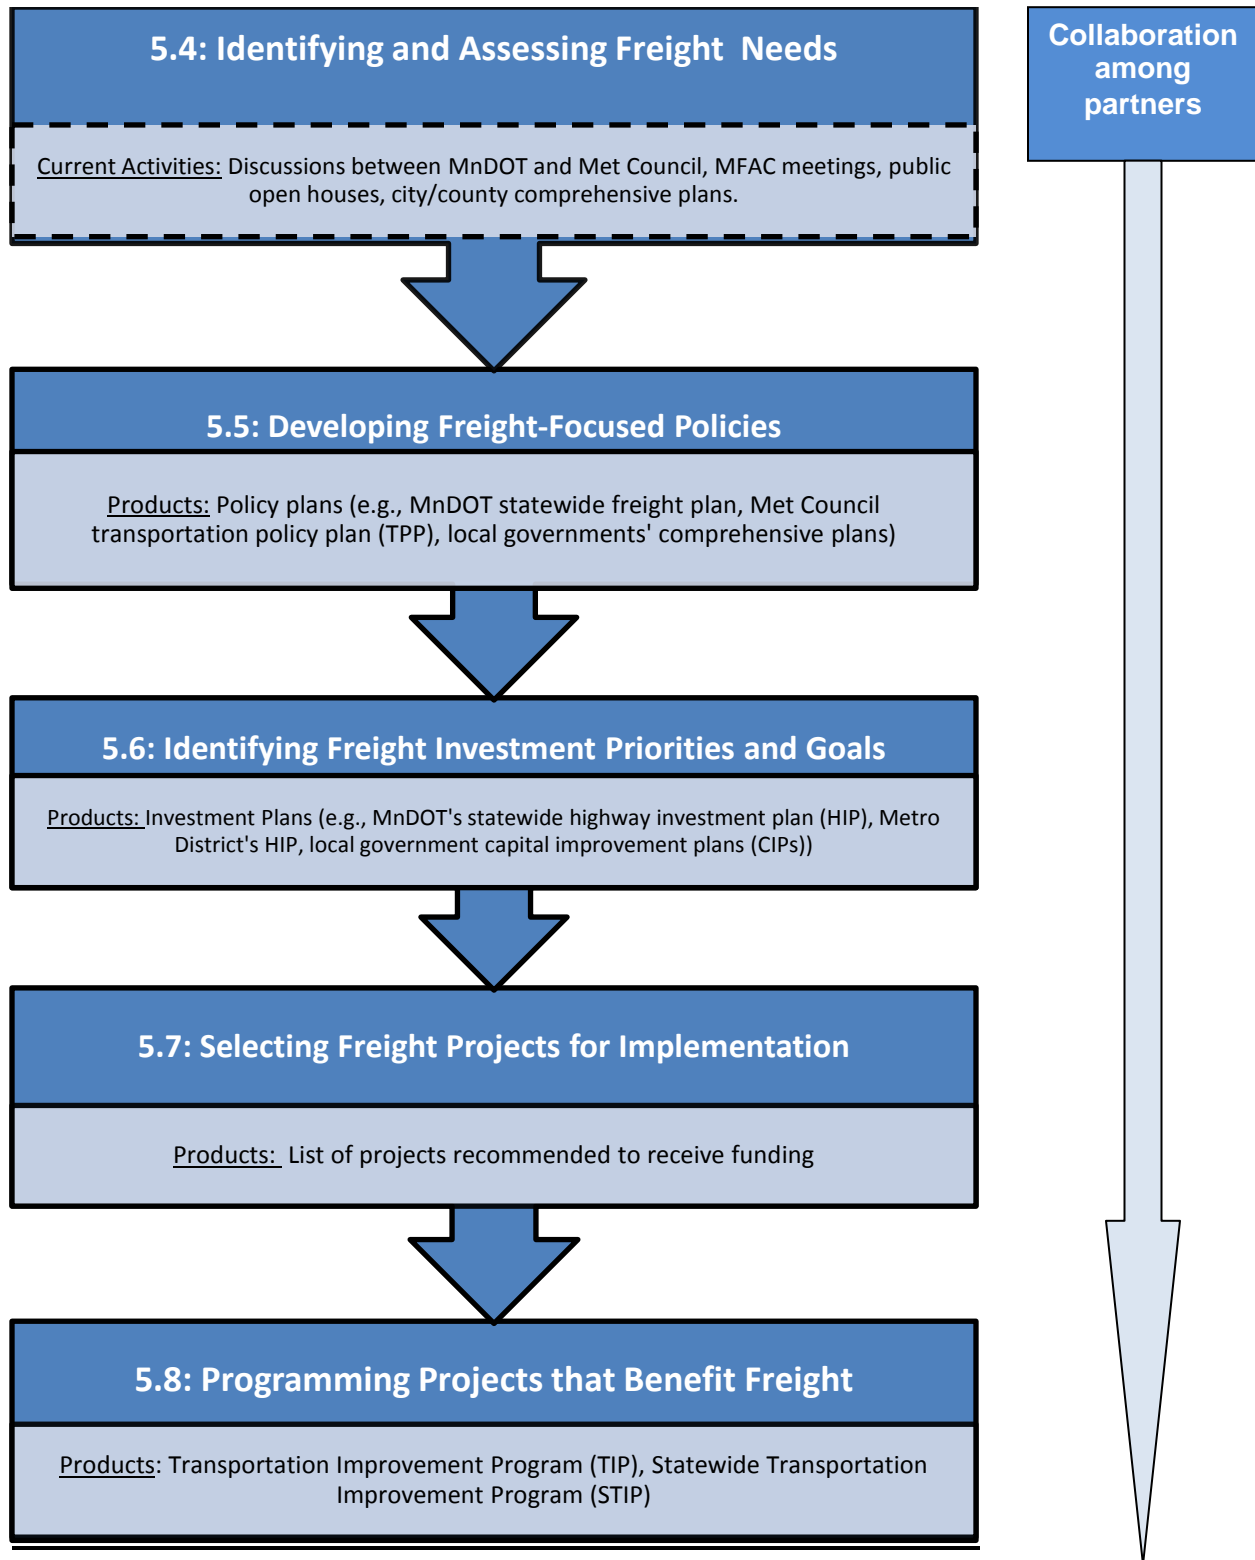 5.4: Identifying and Assessing Freight  Needs
Current Activities: Discussions between MnDOT and Met Council, MFAC meetings, public
open houses, city/county comprehensive plans.
5.5: Developing Freight-Focused Policies
Products: Policy plans (e.g., MnDOT statewide freight plan, Met Council
transportation policy plan (TPP), local governments' comprehensive plans)
5.6: Identifying Freight Investment Priorities and Goals
Products: Investment Plans (e.g., MnDOT's statewide highway investment plan (HIP), Metro
District's HIP, local government capital improvement plans (CIPs))
5.7: Selecting Freight Projects for Implementation
Products:  List of projects recommended to receive funding
5.8: Programming Projects that Benefit Freight
Products: Transportation Improvement Program (TIP), Statewide Transportation
Improvement Program (STIP)
Collaboration
among
partners